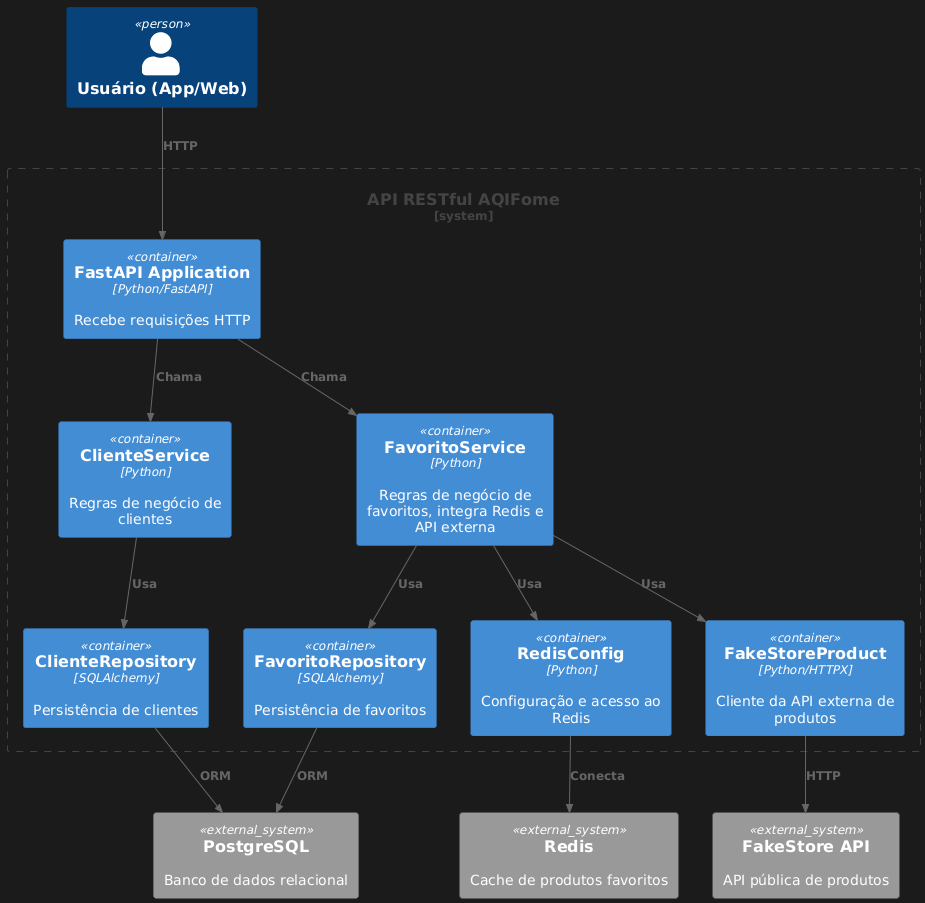 «person»
Usuário (App/Web)
HTTP
API RESTful AQIFome
[system]
«container»
FastAPI Application
[Python/FastAPI]
Recebe requisições HTTP
Chama
Chama
«container»
ClienteService
[Python]
Regras de negócio de
clientes
«container»
FavoritoService
[Python]
Regras de negócio de
favoritos, integra Redis e
API externa
Usa
Usa
Usa
Usa
«container»
ClienteRepository
[SQLAlchemy]
Persistência de clientes
«container»
FavoritoRepository
[SQLAlchemy]
Persistência de favoritos
«container»
RedisConfig
[Python]
Configuração e acesso ao
Redis
«container»
FakeStoreProduct
[Python/HTTPX]
Cliente da API externa de
produtos
ORM
ORM
Conecta
HTTP
«external_system»
PostgreSQL
Banco de dados relacional
«external_system»
Redis
Cache de produtos favoritos
«external_system»
FakeStore API
API pública de produtos